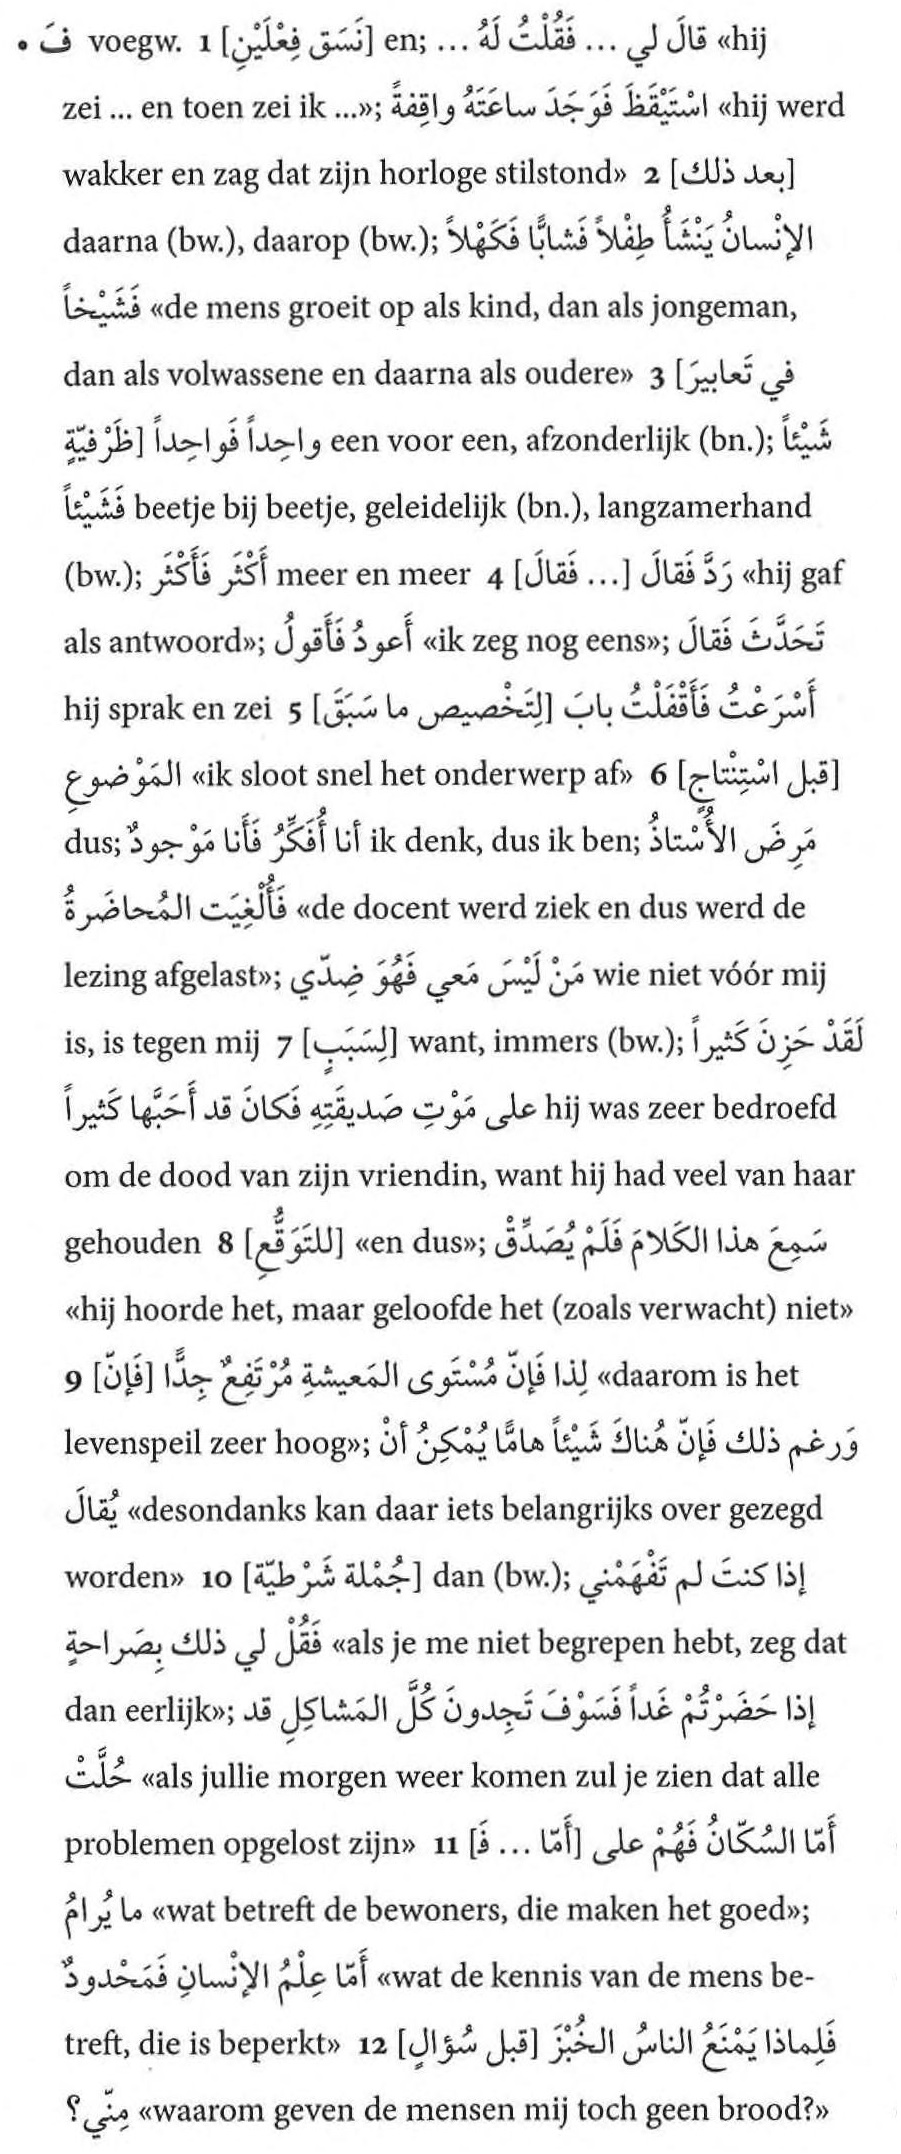 • فَ voegw. 1 [نَسَق فِعْلَيْنِ] en; قالَ لي ... فَقُلْتُ لَهُ ... «hij
zei ... en toen zei ik ...»; اسْتَيْقَظَ فَوَجَدَ ساعَتَهُ واقِفةً «hij werd
wakker en zag dat zijn horloge stilstond» 2 [بعد ذلك]
daarna (bw.), daarop (bw.); الإنْسانُ يَنْشَأُ طِفْلاً فَشابًّا فَكَهْلاً
فَشَيْخاً «de mens groeit op als kind, dan als jongeman,
dan als volwassene en daarna als oudere» 3 [في تَعابيرَ
ظَرْفيّةٍ] واحِداً فَواحِداً een voor een, afzonderlijk (bn.); شَيْئاً
فَشَيْئاً beetje bij beetje, geleidelijk (bn.), langzamerhand
(bw.); أَكْثَر فَأَكْثَر meer en meer 4 [... فَقالَ] رَدَّ فَقَالَ «hij gaf
als antwoord»; أَعودُ فَأَقولُ «ik zeg nog eens»; تَحَدَّثَ فَقالَ
hij sprak en zei 5 [لِتَخْصيص ما سَبَقَ] أَسْرَعْتُ فَأَقْفَلْتُ بابَ
المَوْضوعِ «ik sloot snel het onderwerp af» 6 [قبل اسْتِنْتاجٍ]
dus; أنا أُفَكِّرُ فَأَنا مَوْجودٌ ik denk, dus ik ben; مَرِضَ الأُسْتاذُ
فَأُلْغِيَت المُحاضَرةُ «de docent werd ziek en dus werd de
lezing afgelast»; مَنْ لَيْسَ مَعي فَهُوَ ضِدّي wie niet vóór mij
is, is tegen mij 7 [لِسَبَبٍ] want, immers (bw.); لَقَدْ حَزِنَ كَثيراً
على مَوْتِ صَديقَتِهِ فَكانَ قد أَحَبَّها كَثيراً hij was zeer bedroefd
om de dood van zijn vriendin, want hij had veel van haar
gehouden 8 [للتَوَقُّعِ] «en dus»; سَمِعَ هذا الكَلامَ فَلَمْ يُصَدِّقْ
«hij hoorde het, maar geloofde het (zoals verwacht) niet»
9 [فَإنّ] لِذا فَإنّ مُسْتَوى المَعيشةِ مُرْتَفِعٌ جِدًّا «daarom is het
levenspeil zeer hoog»; وَرغم ذلك فَإنّ هُناكَ شَيْئاً هامًّا يُمْكِنُ أنْ
يُقالَ «desondanks kan daar iets belangrijks over gezegd
worden» 10 [جُمْلة شَرْطيّة] dan (bw.); إذا كنتَ لم تَفْهَمْني
فَقُلْ لي ذلك بِصَراحةٍ «als je me niet begrepen hebt, zeg dat
dan eerlijk»; إذا حَضَرْتُمْ غَداً فَسَوْفَ تَجِدونَ كُلَّ المَشاكِلِ قد
حُلَّتْ «als jullie morgen weer komen zul je zien dat alle
problemen opgelost zijn» 11 [أَمّا ... فَ] أَمّا السُكّانُ فَهُمْ على
ما يُرامُ «wat betreft de bewoners, die maken het goed»;
أَمّا عِلْمُ الإنْسانِ فَمَحْدودٌ «wat de kennis van de mens be-
treft, die is beperkt» 12 [قبل سُؤالٍ] فَلِماذا يَمْنَعُ الناسُ الخُبْزَ
مِنّي؟ «waarom geven de mensen mij toch geen brood?»